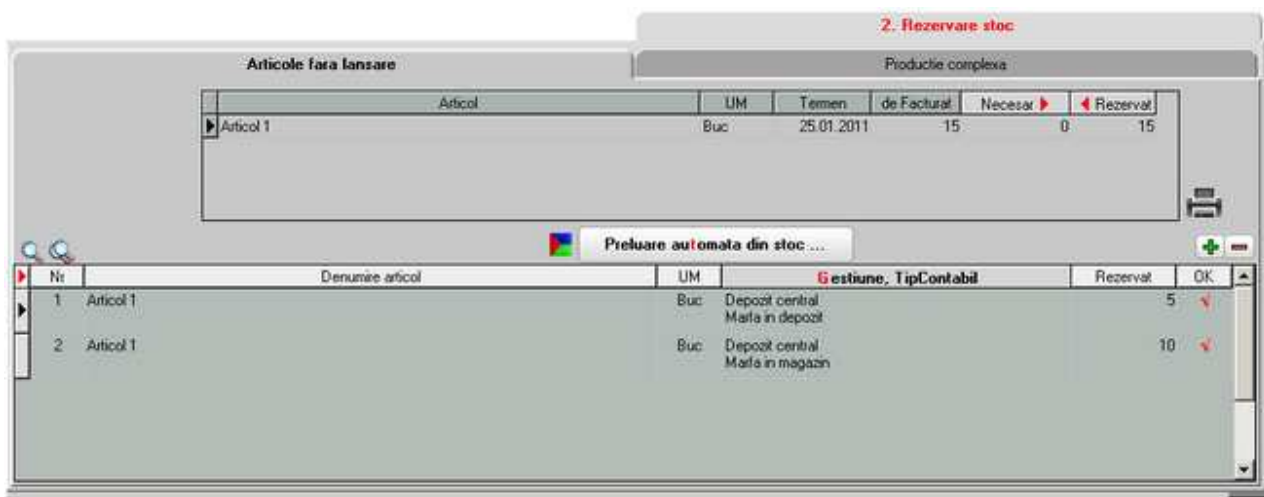 2. Rezervare stoc
Articole fara lansare Productie complexa
Articol UM Termen de Facturat Necesar Rezervat
Articol 1 Buc 25.01.2011 15 0 15
Preluare automata din stoc ...
Nr Denumire articol UM Gestiune, TipContabil Rezervat OK
1 Articol 1 Buc Depozit central 5
Marfa in depozit
2 Articol 1 Buc Depozit central 10
Marfa in magazin